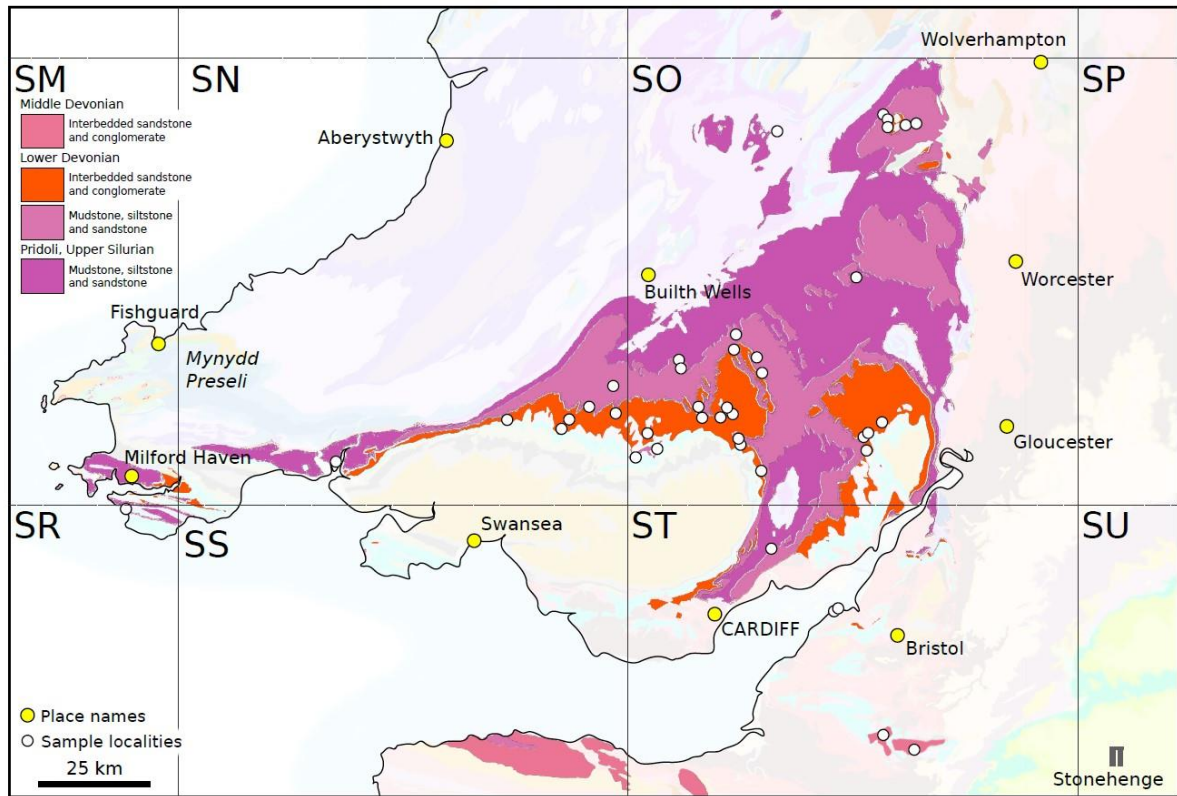 Wolverhampton
SM
SN
SO
SP
Middle Devonian
Interbedded sandstone
and conglomerate
Lower Devonian
Interbedded sandstone
and conglomerate
Mudstone, siltstone
and sandstone
Pridoli, Upper Silurian
Mudstone, siltstone
and sandstone
Aberystwyth
Builth Wells
Worcester
Fishguard
Mynydd
Preseli
Milford Haven
Gloucester
SR
SS
ST
SU
Swansea
CARDIFF
Bristol
Place names
Sample localities
25 km
Stonehenge